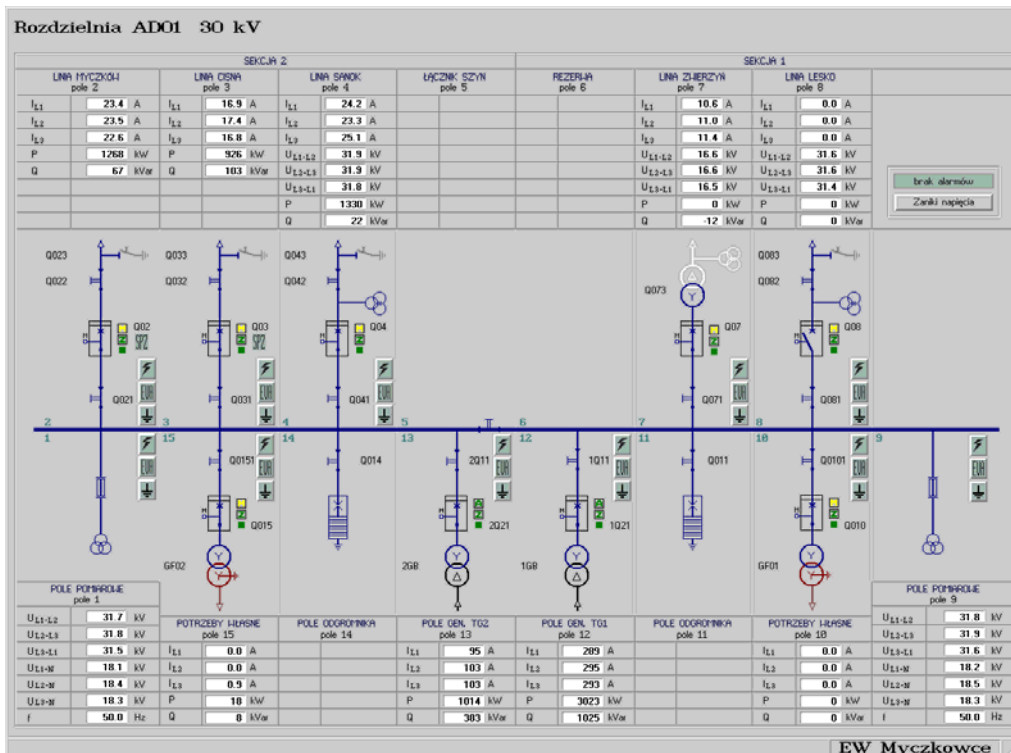 Rozdzielnia AD01 30 kV
SEKCJA 2 SEKCJA 1
LINIA MYCZKÓW LINIA CISNA LINIA SANOK ŁĄCZNIK SZYN REZERWA LINIA ZWIERZYŃ LINIA LESKO
pole 2 pole 3 pole 4 pole 5 pole 6 pole 7 pole 8
IL1 23.4 A IL1 16.9 A IL1 24.2 A IL1 10.6 A IL1 0.0 A
IL2 23.5 A IL2 17.4 A IL2 23.3 A IL2 11.0 A IL2 0.0 A
IL3 22.6 A IL3 16.8 A IL3 25.1 A IL3 11.4 A IL3 0.0 A
P 1268 kW P 926 kW UL1-L2 31.9 kV UL1-L2 16.6 kV UL1-L2 31.6 kV
Q 67 kVar Q 103 kVar UL2-L3 31.9 kV UL2-L3 16.6 kV UL2-L3 31.6 kV
UL3-L1 31.8 kV UL3-L1 16.5 kV UL3-L1 31.4 kV
P 1330 kW P 0 kW P 0 kW
Q 22 kVar Q -12 kVar Q 0 kVar
brak alarmów
Zaniki napięcia
Q023 Q033 Q043 Q083
Q022 Q032 Q042 Q073 Q082
M Q02 M Q03 M Q04 M Q07 M Q08
Z SPZ Z SPZ Z Z Z
Q021 EUR Q031 EUR Q041 EUR Q071 EUR Q081 EUR
2 3 4 5 6 7 8
1 15 14 13 12 11 10 9
EUR Q0151 EUR Q014 2Q11 EUR 1Q11 EUR Q011 Q0101 EUR EUR
M Z Q015 M A Z 2Q21 M A Z 1Q21 M Z Q010
GF02 2GB 1GB GF01
POLE POMIAROWE
pole 1
UL1-L2 31.7 kV
UL2-L3 31.8 kV
UL3-L1 31.5 kV
UL1-N 18.1 kV
UL2-N 18.4 kV
UL3-N 18.3 kV
f 50.0 Hz
POTRZEBY WŁASNE
pole 15
IL1 0.0 A
IL2 0.0 A
IL3 0.9 A
P 18 kW
Q 8 kVar
POLE ODGROMNIKA
pole 14
POLE GEN. TG2
pole 13
IL1 95 A
IL2 103 A
IL3 103 A
P 1014 kW
Q 383 kVar
POLE GEN. TG1
pole 12
IL1 289 A
IL2 295 A
IL3 293 A
P 3023 kW
Q 1025 kVar
POLE ODGROMNIKA
pole 11
POTRZEBY WŁASNE
pole 10
IL1 0.0 A
IL2 0.0 A
IL3 0.0 A
P 0 kW
Q 0 kVar
POLE POMIAROWE
pole 9
UL1-L2 31.8 kV
UL2-L3 31.9 kV
UL3-L1 31.6 kV
UL1-N 18.2 kV
UL2-N 18.5 kV
UL3-N 18.3 kV
f 50.0 Hz
EW Myczkowce